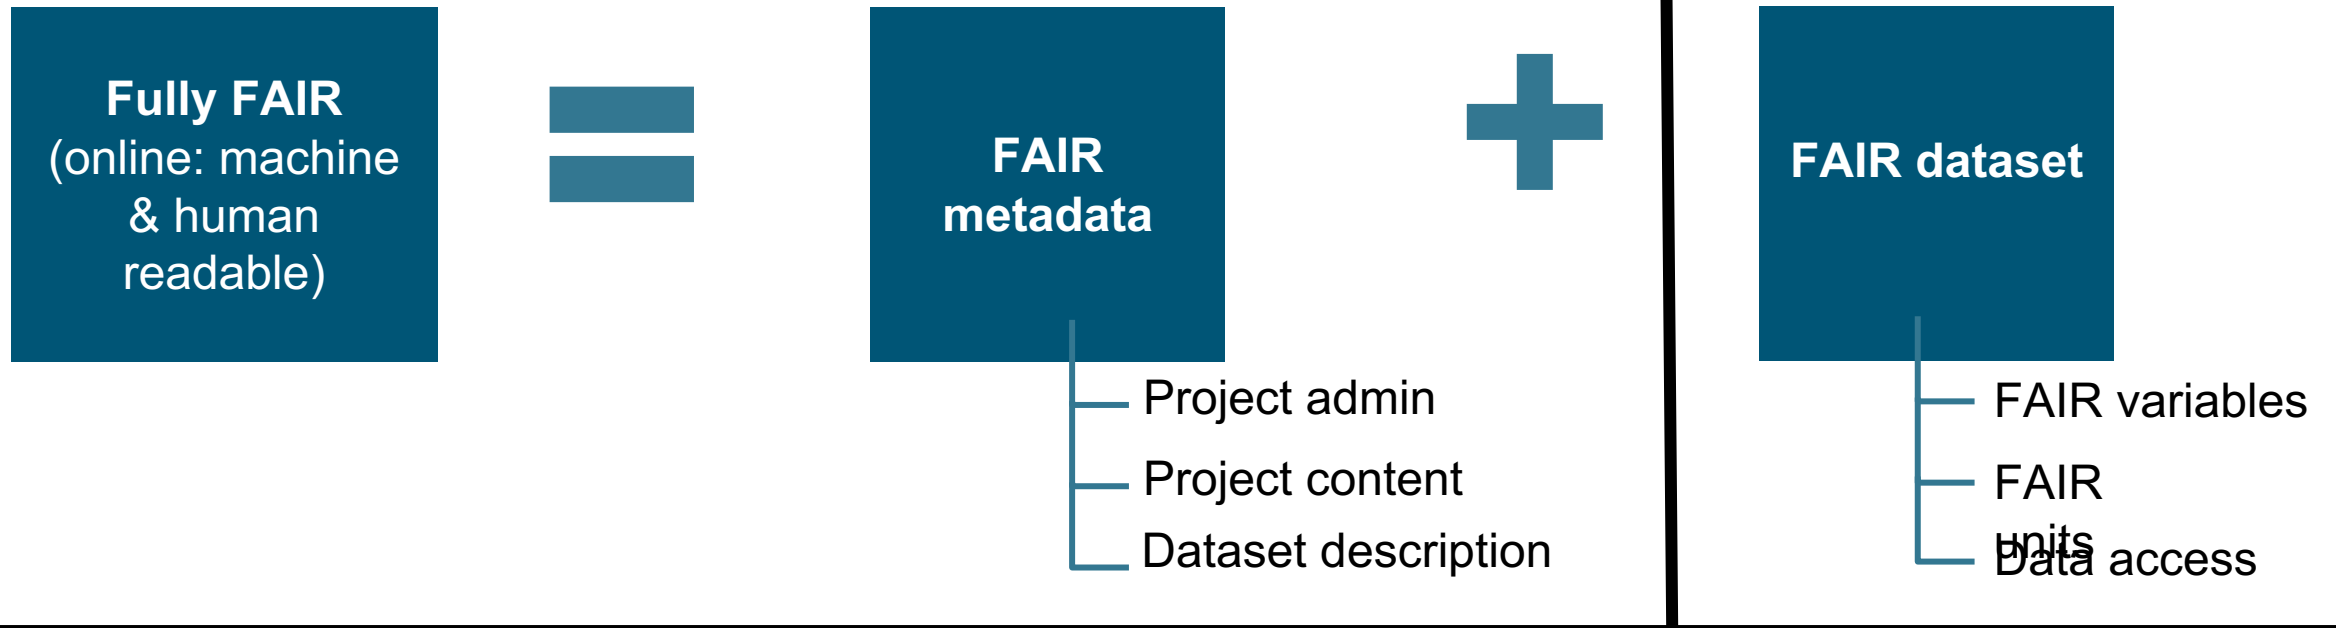 Fully FAIR
(online: machine
& human
readable)
FAIR
metadata
Project admin
Project content
Dataset description
FAIR dataset
FAIR variables
FAIR
units
Data access